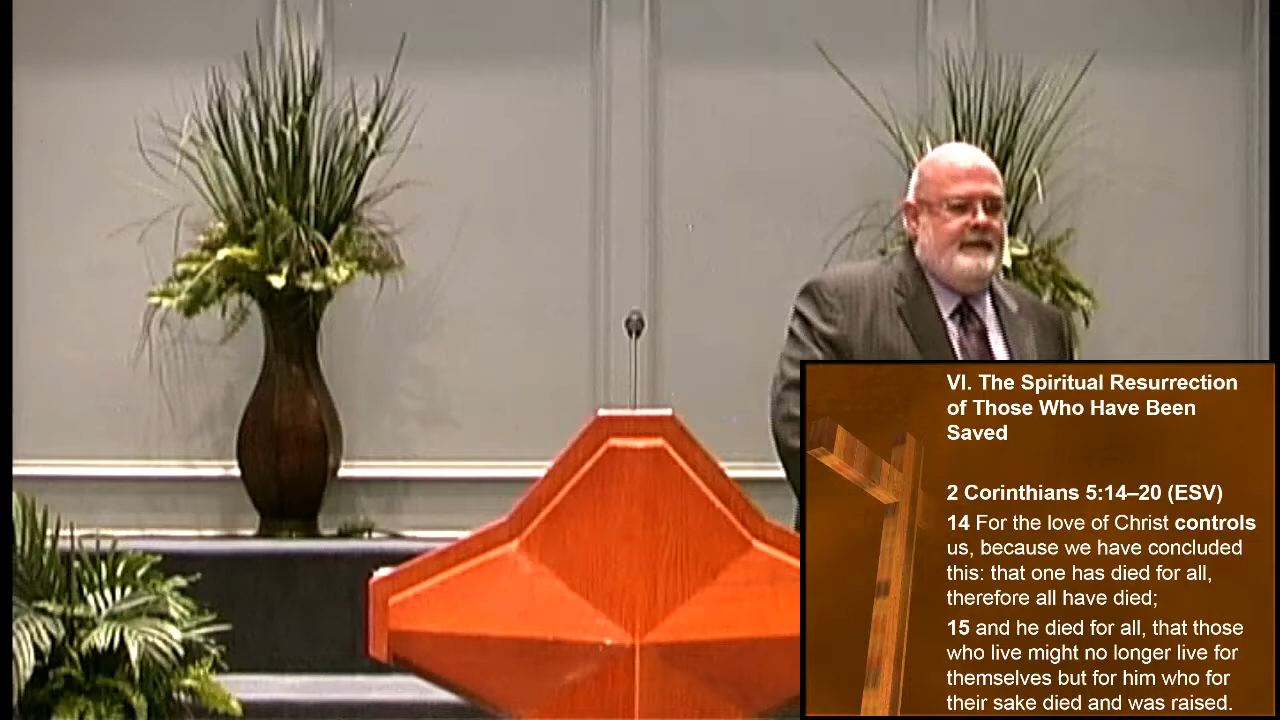 VI. The Spiritual Resurrection
of Those Who Have Been
Saved
2 Corinthians 5:14–20 (ESV)
14 For the love of Christ controls
us, because we have concluded
this: that one has died for all,
therefore all have died;
15 and he died for all, that those
who live might no longer live for
themselves but for him who for
their sake died and was raised.